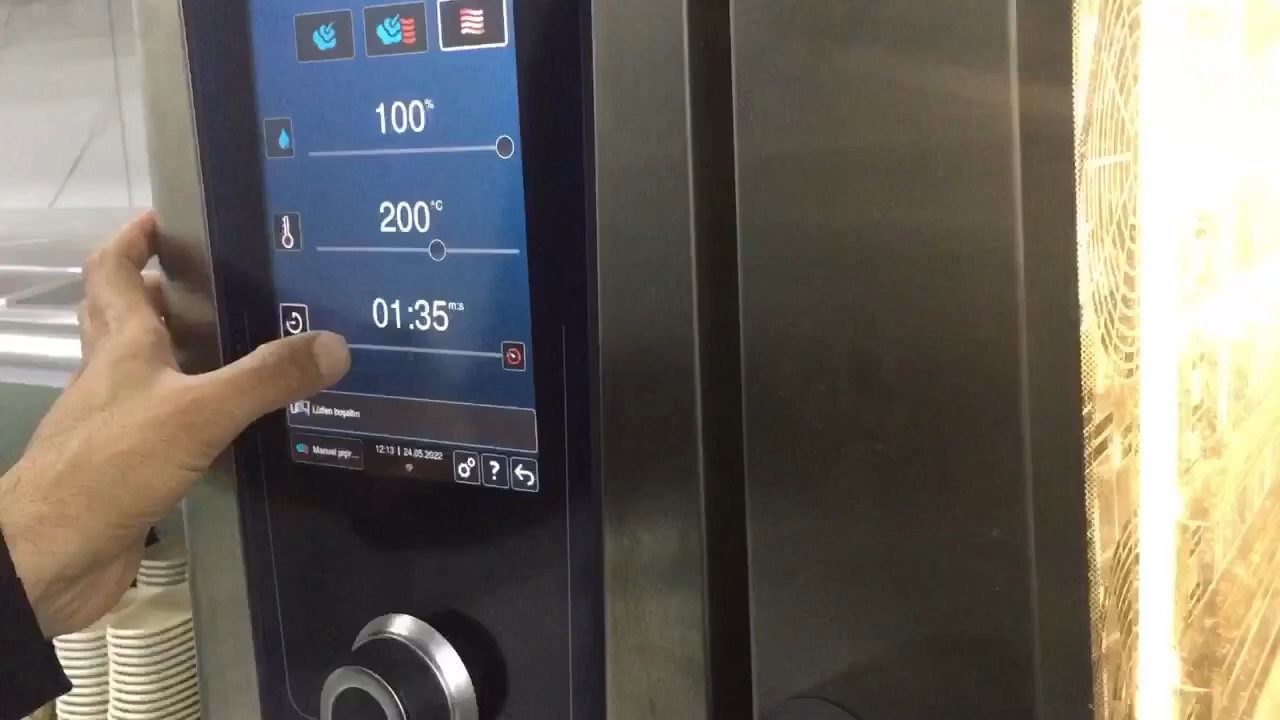 100%
200°C
01:35 m:s
Lütfen boşaltın
Manuel pişir...
12:13 | 24.05.2022
?